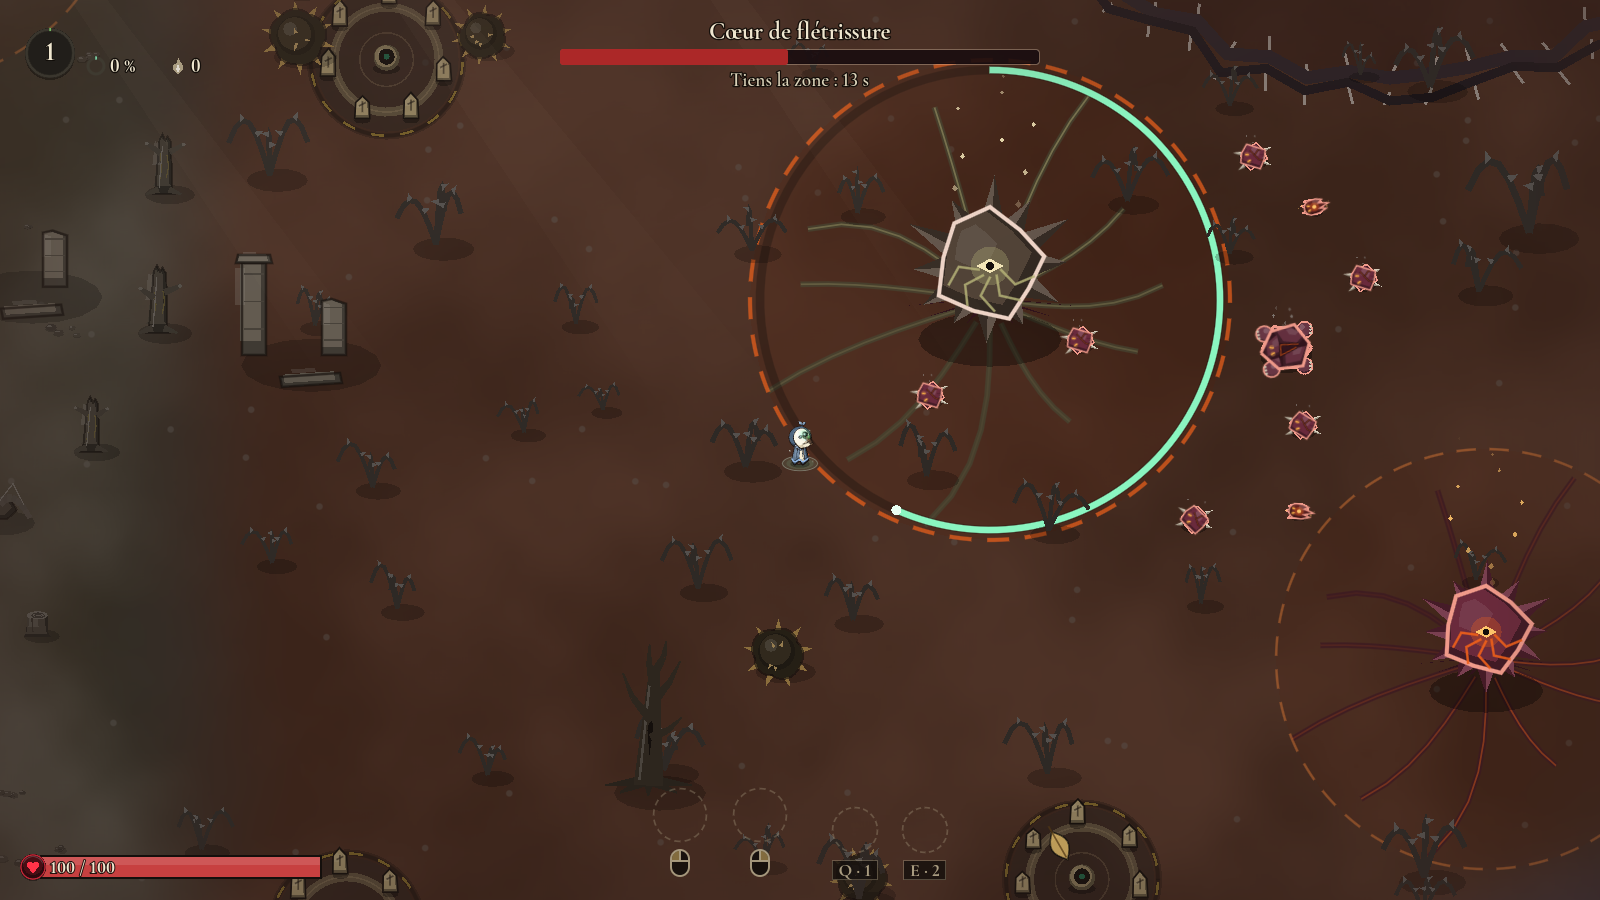 Cœur de flétrissure
1
0 %
0
Tiens la zone : 13 s
100 / 100
Q · 1
E · 2